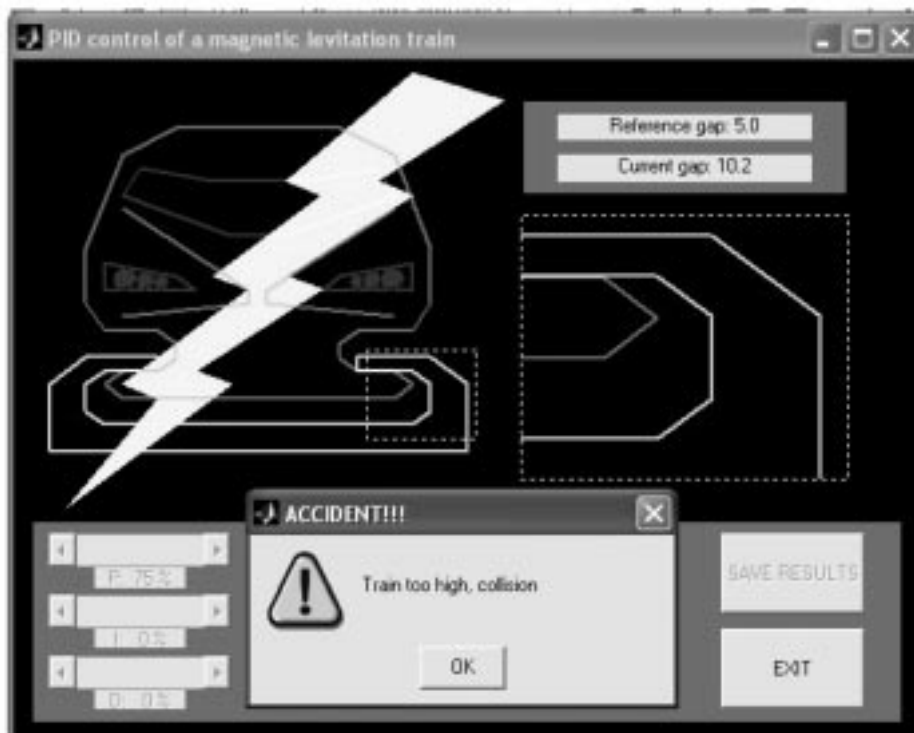 PID control of a magnetic levitation train
Reference gap: 5.0
Current gap: 10.2
ACCIDENT!!!
Train too high, collision
OK
P: 75%
I: 0%
D: 0%
SAVE RESULTS
EXIT